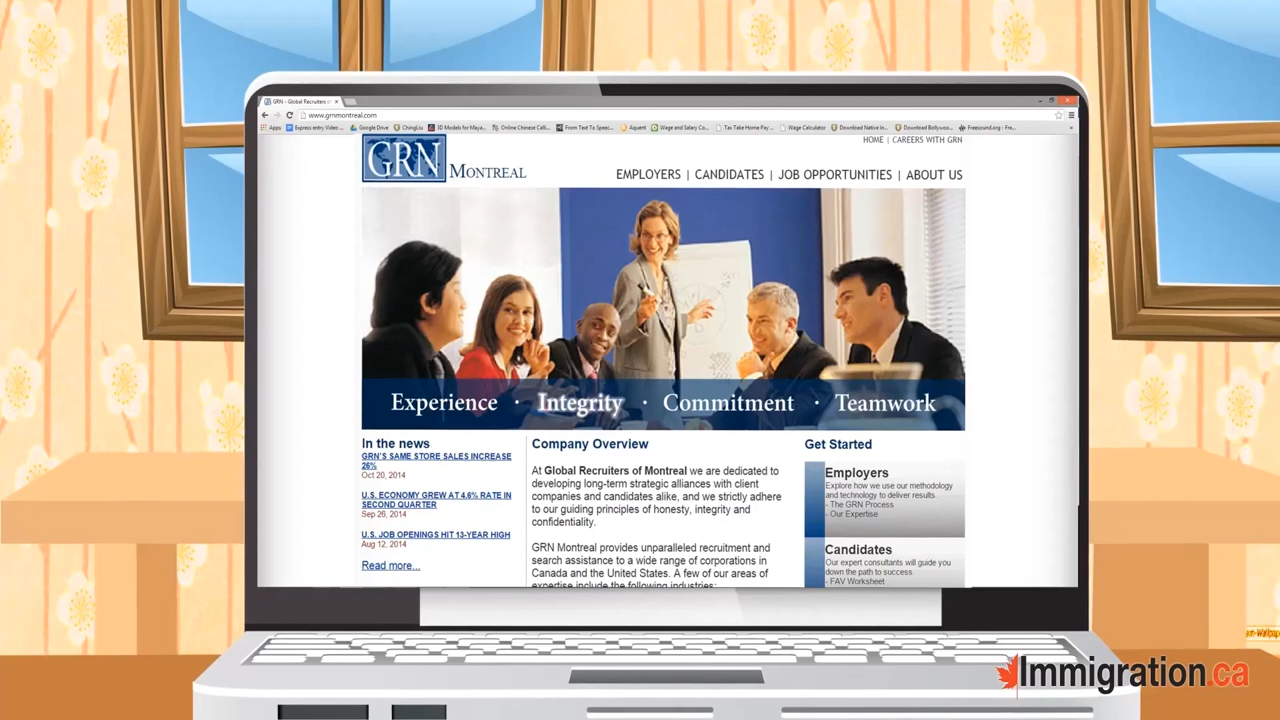 GRN - Global Recruiters o
www.grnmontreal.com
Apps Express entry Video ... Google Drive ChingLiu 3D Models for Maya... Online Chinese Calli... From Text To Speec... Aquent Wage and Salary Co... Tax Take Home Pay ... Wage Calculator Download Native In... Download Bollywoo... Freesound.org - Fre...
HOME | CAREERS WITH GRN
GRN MONTREAL
EMPLOYERS | CANDIDATES | JOB OPPORTUNITIES | ABOUT US
Experience · Integrity · Commitment · Teamwork
In the news
GRN'S SAME STORE SALES INCREASE
26%
Oct 20, 2014
U.S. ECONOMY GREW AT 4.6% RATE IN
SECOND QUARTER
Sep 26, 2014
U.S. JOB OPENINGS HIT 13-YEAR HIGH
Aug 12, 2014
Read more...
Company Overview
At Global Recruiters of Montreal we are dedicated to
developing long-term strategic alliances with client
companies and candidates alike, and we strictly adhere
to our guiding principles of honesty, integrity and
confidentiality.
GRN Montreal provides unparalleled recruitment and
search assistance to a wide range of corporations in
Canada and the United States. A few of our areas of
expertise include the following industries:
Get Started
Employers
Explore how we use our methodology
and technology to deliver results.
- The GRN Process
- Our Expertise
Candidates
Our expert consultants will guide you
down the path to success.
- FAV Worksheet
Immigration.ca